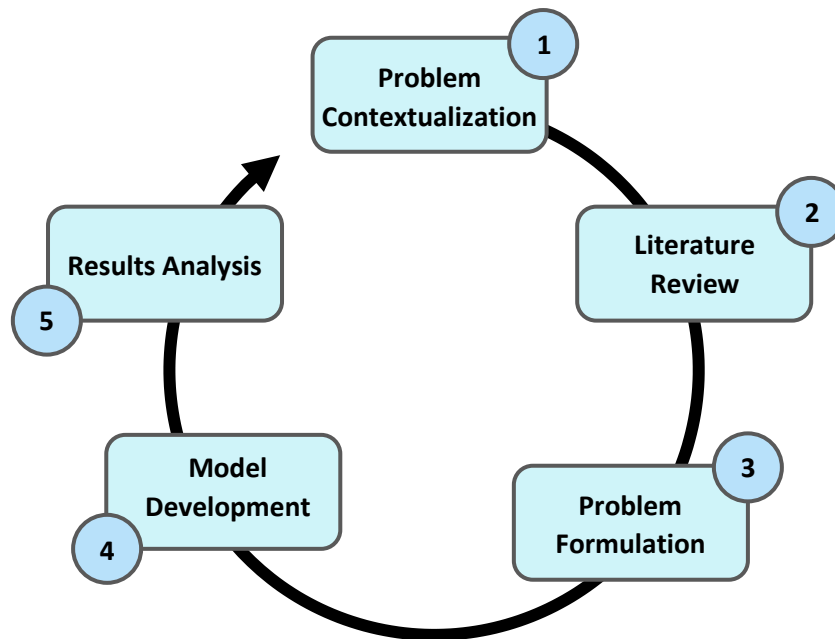 1
Problem
Contextualization
2
Literature
Review
3
Problem
Formulation
4
Model
Development
5
Results Analysis